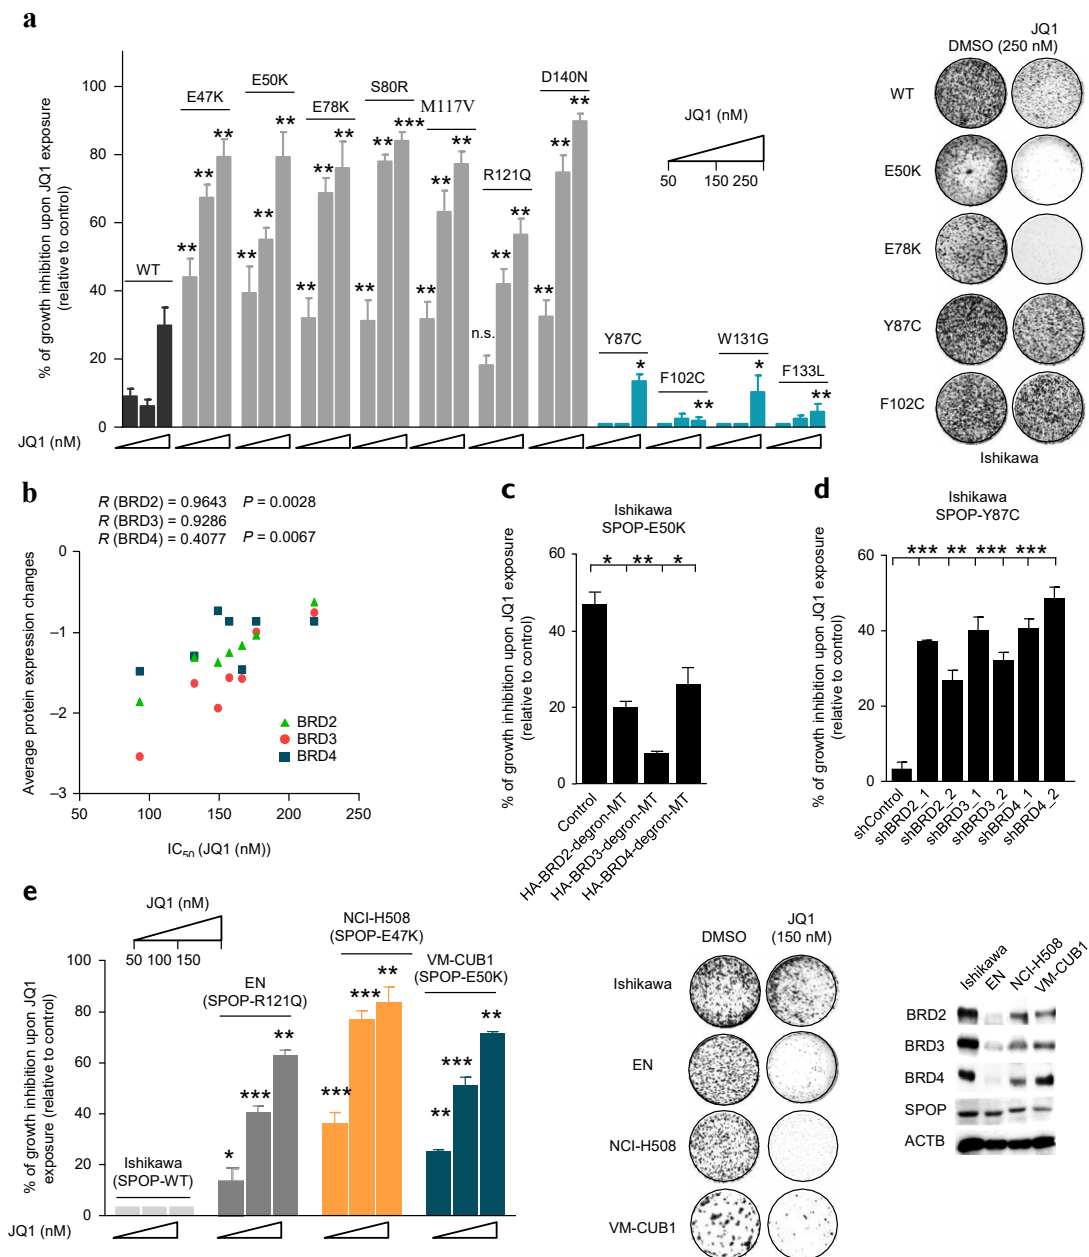 a
% of growth inhibition upon JQ1 exposure
(relative to control)
100
80
60
40
20
0
WT
E47K
E50K
E78K
S80R
M117V
R121Q
D140N
Y87C
F102C
W131G
F133L
** ** **
** ** **
** ** **
** ** ***
** ** **
n.s. ** **
** ** **
*
**
*
**
JQ1 (nM)
JQ1 (nM)
50 150 250
JQ1
DMSO (250 nM)
WT
E50K
E78K
Y87C
F102C
Ishikawa
b
R (BRD2) = 0.9643 P = 0.0028
R (BRD3) = 0.9286
R (BRD4) = 0.4077 P = 0.0067
Average protein expression changes
0
−1
−2
−3
50 100 150 200 250
IC50 (JQ1 (nM))
BRD2
BRD3
BRD4
c
Ishikawa
SPOP-E50K
% of growth inhibition upon JQ1 exposure
(relative to control)
60
40
20
0
* ** *
Control
HA-BRD2-degron-MT
HA-BRD3-degron-MT
HA-BRD4-degron-MT
d
Ishikawa
SPOP-Y87C
% of growth inhibition upon JQ1 exposure
(relative to control)
60
40
20
0
*** ** *** ***
shControl
shBRD2_1
shBRD2_2
shBRD3_1
shBRD3_2
shBRD4_1
shBRD4_2
e
JQ1 (nM)
50 100 150
% of growth inhibition upon JQ1
exposure (relative to control)
100
80
60
40
20
0
Ishikawa
(SPOP-WT)
EN
(SPOP-R121Q)
* *** **
NCI-H508
(SPOP-E47K)
*** *** **
VM-CUB1
(SPOP-E50K)
** *** **
JQ1 (nM)
DMSO
JQ1
(150 nM)
Ishikawa
EN
NCI-H508
VM-CUB1
Ishikawa
EN
NCI-H508
VM-CUB1
BRD2
BRD3
BRD4
SPOP
ACTB